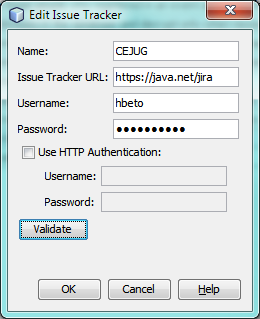 Edit Issue Tracker
Name: CEJUG
Issue Tracker URL: https://java.net/jira
Username: hbeto
Password: ●●●●●●●●●●
Use HTTP Authentication:
Username:
Password:
Validate
OK Cancel Help